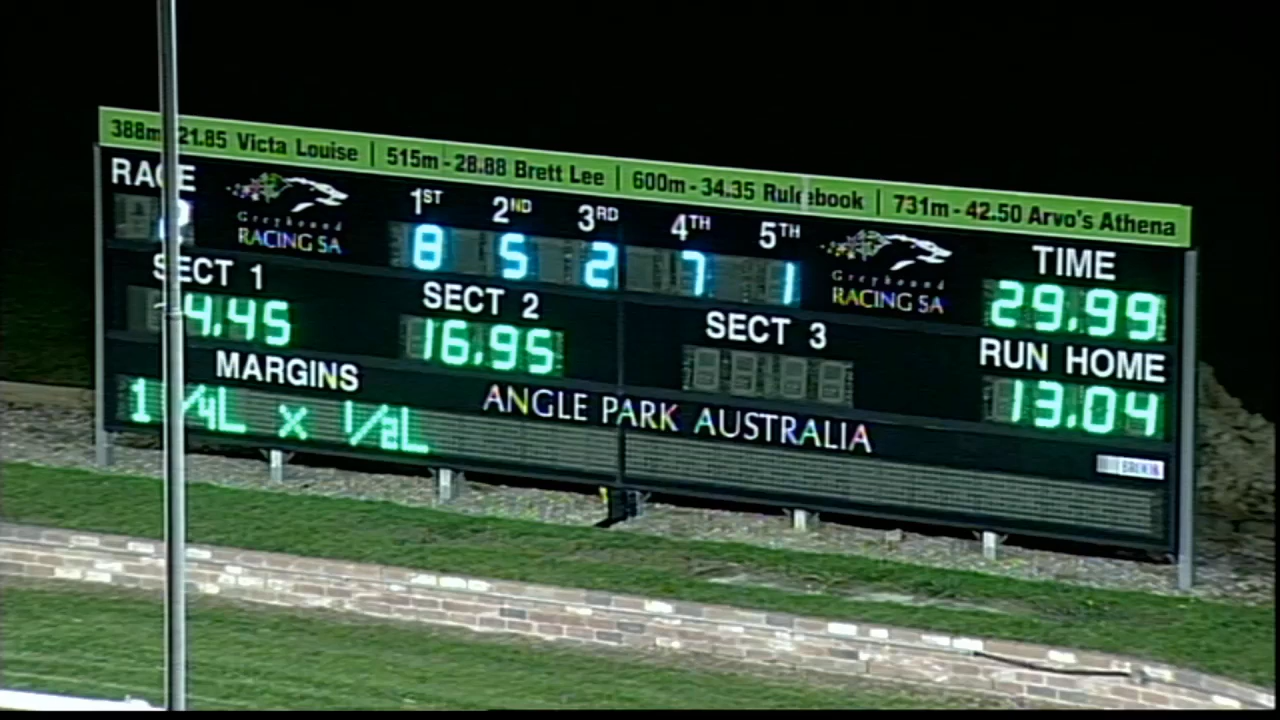 388m 21.85 Victa Louise | 515m - 28.88 Brett Lee | 600m - 34.35 Rulebook | 731m - 42.50 Arvo's Athena
RACE
Greyhound
RACING SA
1ST 2ND 3RD 4TH 5TH
8 5 2 7 1
Greyhound
RACING SA
TIME
29.99
SECT 1
4.45
SECT 2
16.95
SECT 3
RUN HOME
13.04
MARGINS
1 1/4L X 1/2L
ANGLE PARK AUSTRALIA